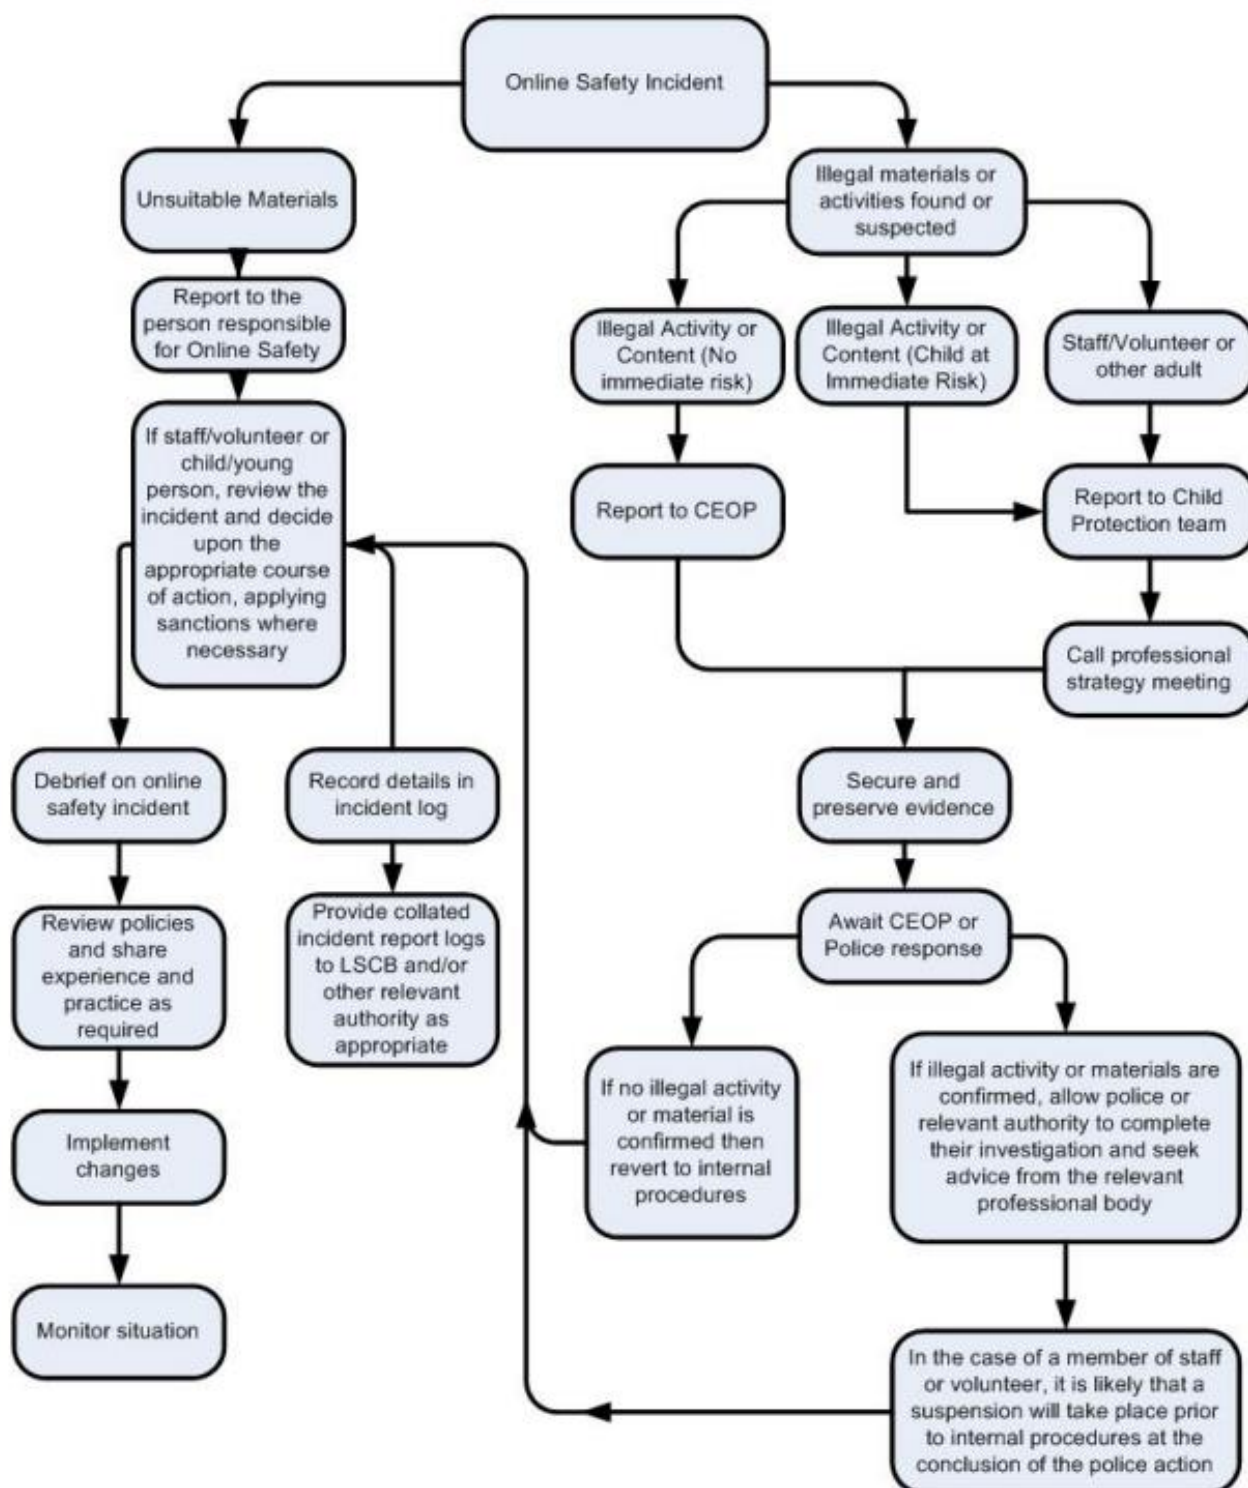 Online Safety Incident
Unsuitable Materials
Report to the
person responsible
for Online Safety
If staff/volunteer or
child/young
person, review the
incident and decide
upon the
appropriate course
of action, applying
sanctions where
necessary
Debrief on online
safety incident
Review policies
and share
experience and
practice as
required
Implement
changes
Monitor situation
Record details in
incident log
Provide collated
incident report logs
to LSCB and/or
other relevant
authority as
appropriate
Illegal materials or
activities found or
suspected
Illegal Activity or
Content (No
immediate risk)
Report to CEOP
Illegal Activity or
Content (Child at
Immediate Risk)
Staff/Volunteer or
other adult
Report to Child
Protection team
Call professional
strategy meeting
Secure and
preserve evidence
Await CEOP or
Police response
If no illegal activity
or material is
confirmed then
revert to internal
procedures
If illegal activity or materials are
confirmed, allow police or
relevant authority to complete
their investigation and seek
advice from the relevant
professional body
In the case of a member of staff
or volunteer, it is likely that a
suspension will take place prior
to internal procedures at the
conclusion of the police action